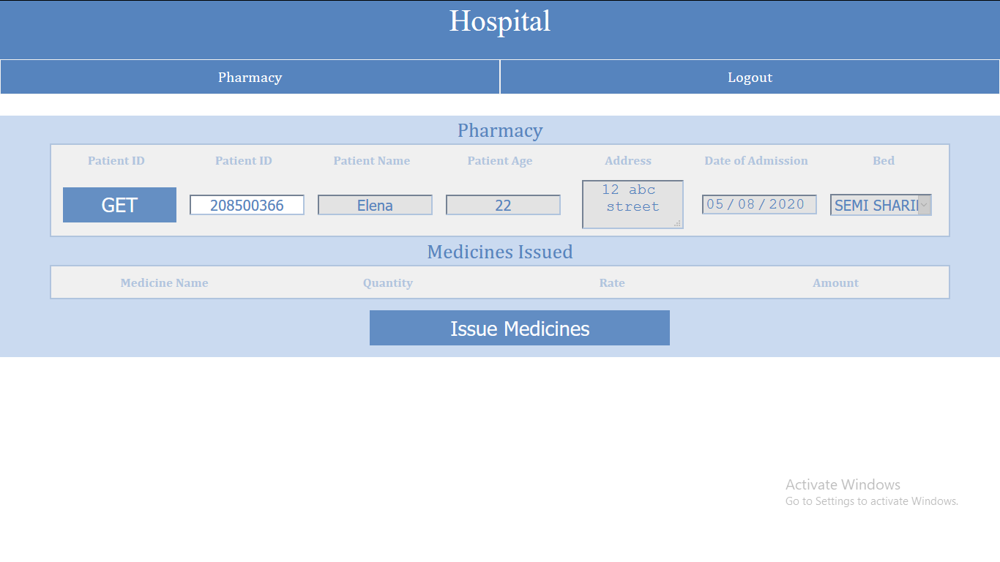 Hospital
Pharmacy Logout
Pharmacy
Patient ID Patient ID Patient Name Patient Age Address Date of Admission Bed
GET 208500366 Elena 22 12 abc street 05/08/2020 SEMI SHARI
Medicines Issued
Medicine Name Quantity Rate Amount
Issue Medicines
Activate Windows
Go to Settings to activate Windows.